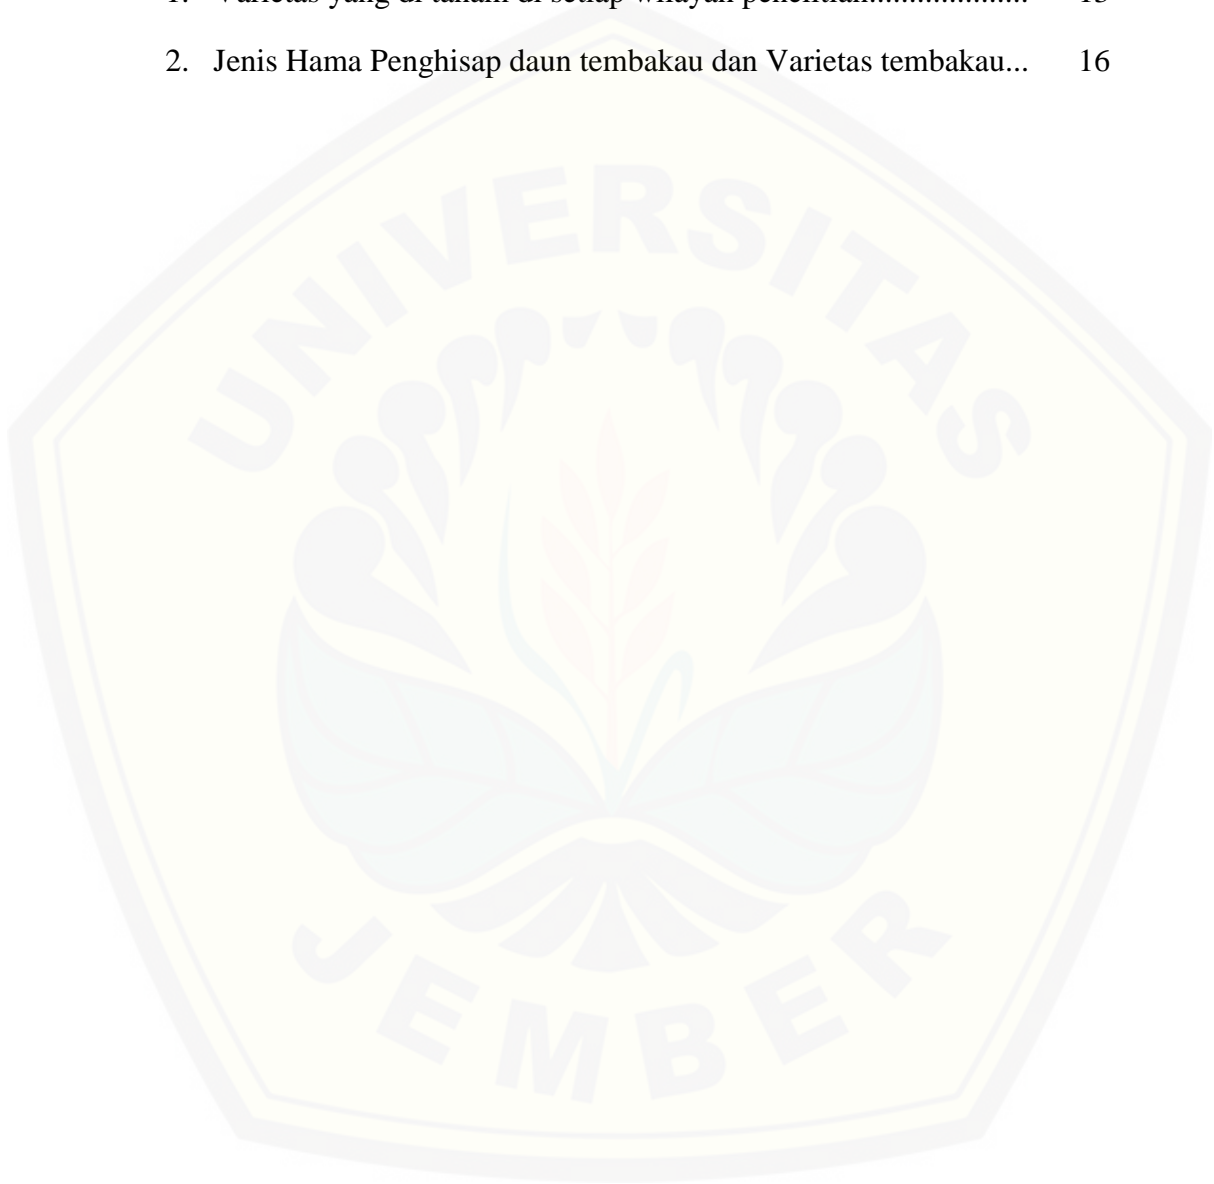 1. Varietas yang di tanam di setiap wilayah penelitian.................... 15
2. Jenis Hama Penghisap daun tembakau dan Varietas tembakau... 16
UNIVERSITAS
JEMBER